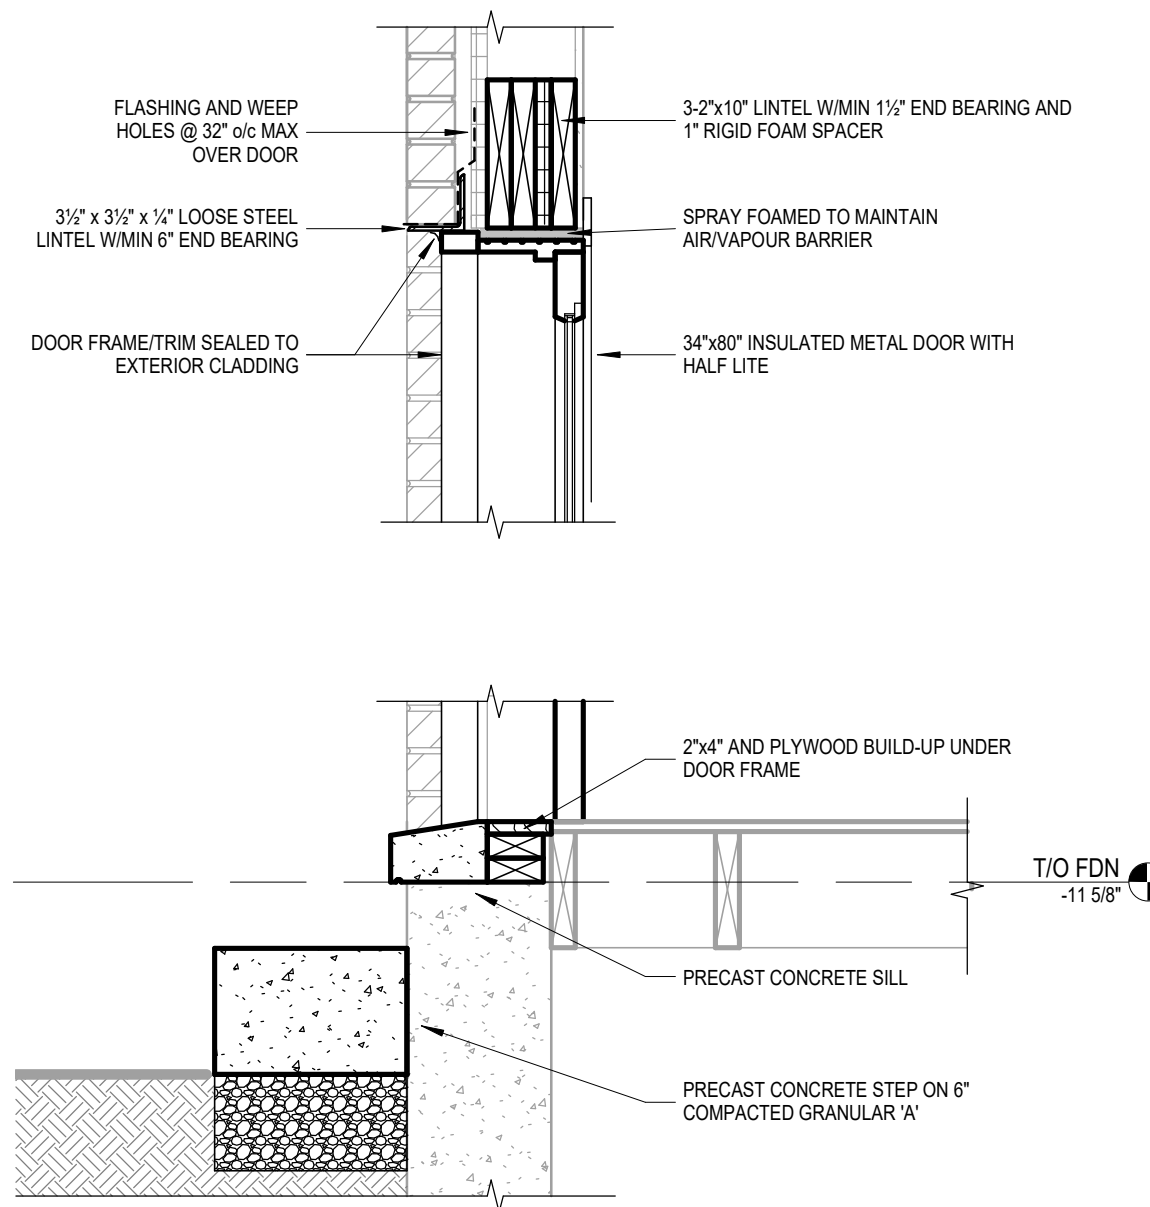 FLASHING AND WEEP
HOLES @ 32" o/c MAX
OVER DOOR
3½" x 3½" x ¼" LOOSE STEEL
LINTEL W/MIN 6" END BEARING
DOOR FRAME/TRIM SEALED TO
EXTERIOR CLADDING
3-2"x10" LINTEL W/MIN 1½" END BEARING AND
1" RIGID FOAM SPACER
SPRAY FOAMED TO MAINTAIN
AIR/VAPOUR BARRIER
34"x80" INSULATED METAL DOOR WITH
HALF LITE
2"x4" AND PLYWOOD BUILD-UP UNDER
DOOR FRAME
T/O FDN
-11 5/8"
PRECAST CONCRETE SILL
PRECAST CONCRETE STEP ON 6"
COMPACTED GRANULAR 'A'